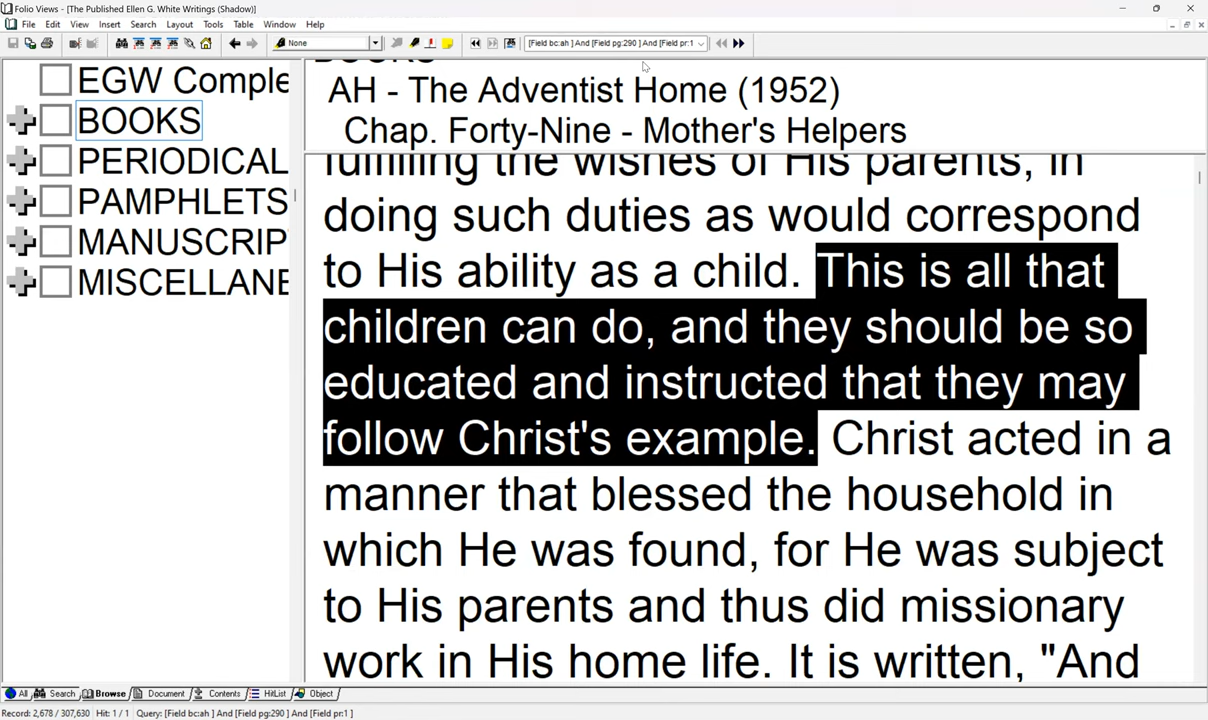 Folio Views - [The Published Ellen G. White Writings (Shadow)]
File Edit View Insert Search Layout Tools Table Window Help
None
[Field bc:ah ] And [Field pg:290 ] And [Field pr:1
EGW Comple
BOOKS
PERIODICAL
PAMPHLETS
MANUSCRIP
MISCELLANE
AH - The Adventist Home (1952)
Chap. Forty-Nine - Mother's Helpers
fulfilling the wishes of His parents, in
doing such duties as would correspond
to His ability as a child. This is all that
children can do, and they should be so
educated and instructed that they may
follow Christ's example. Christ acted in a
manner that blessed the household in
which He was found, for He was subject
to His parents and thus did missionary
work in His home life. It is written, "And
All Search Browse Document Contents HitList Object
Record: 2,678 / 307,630 Hit: 1 / 1 Query: [Field bc:ah ] And [Field pg:290 ] And [Field pr:1 ]